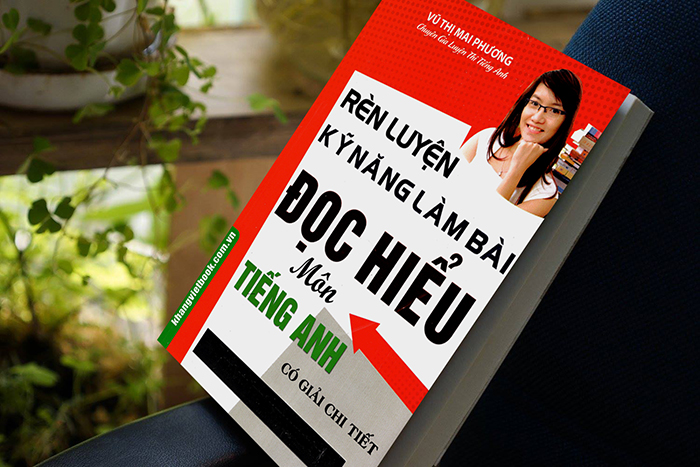 VŨ THỊ MAI PHƯƠNG
Chuyên Gia Luyện Thi Tiếng Anh
RÈN LUYỆN
KỸ NĂNG LÀM BÀI
ĐỌC HIỂU
Môn
TIẾNG ANH
CÓ GIẢI CHI TIẾT
khangvietbook.com.vn